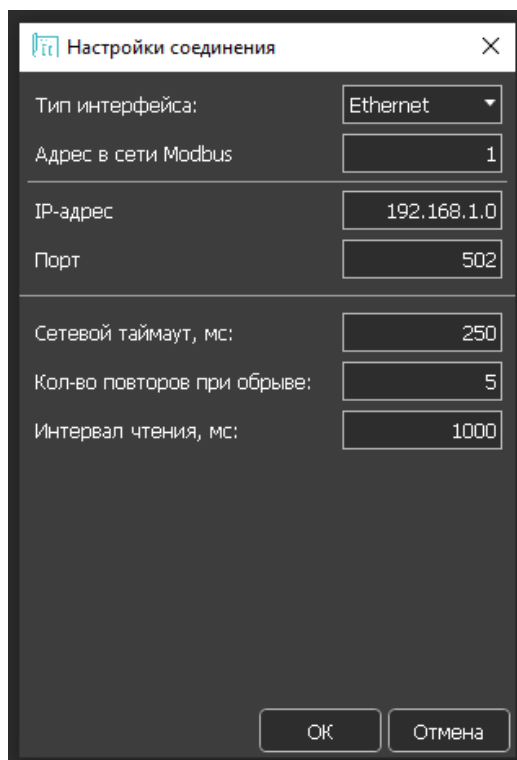 Настройки соединения
Тип интерфейса: Ethernet
Адрес в сети Modbus 1
IP-адрес 192.168.1.0
Порт 502
Сетевой таймаут, мс: 250
Кол-во повторов при обрыве: 5
Интервал чтения, мс: 1000
ОК Отмена